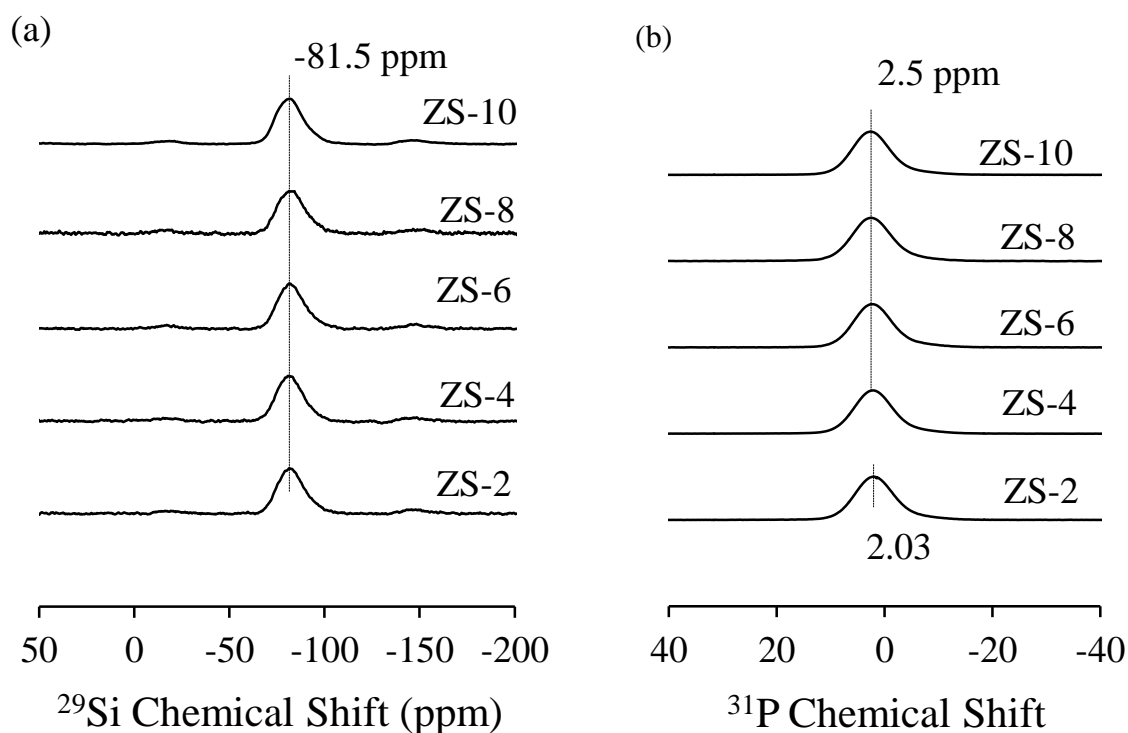 (a)
-81.5 ppm
ZS-10
ZS-8
ZS-6
ZS-4
ZS-2
50 0 -50 -100 -150 -200
²⁹Si Chemical Shift (ppm)
(b)
2.5 ppm
ZS-10
ZS-8
ZS-6
ZS-4
ZS-2
2.03
40 20 0 -20 -40
³¹P Chemical Shift